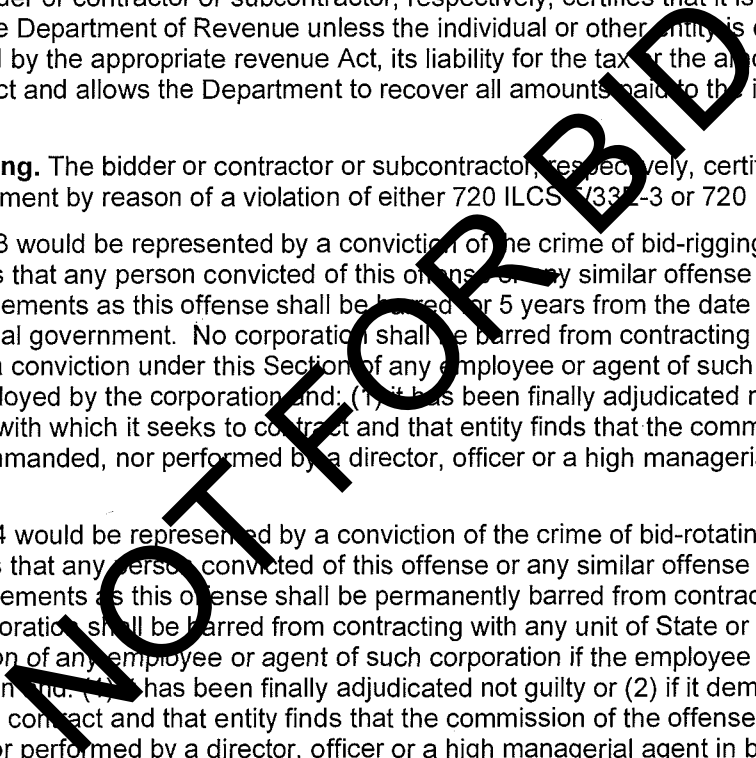 der or contractor or subcontractor, respectively, certifies that it is
e Department of Revenue unless the individual or other entity is
by the appropriate revenue Act, its liability for the tax or the
ct and allows the Department to recover all amounts paid to the
ng. The bidder or contractor or subcontractor, respectively, certi
ment by reason of a violation of either 720 ILCS 5/33E-3 or 720
3 would be represented by a conviction of the crime of bid-rigging
s that any person convicted of this offense or any similar offense
ements as this offense shall be barred for 5 years from the date
al government. No corporation shall be barred from contracting
a conviction under this Section of any employee or agent of such
loyed by the corporation and: (1) it has been finally adjudicated
with which it seeks to contract and that entity finds that the comm
mmanded, nor performed by a director, officer or a high manageri
4 would be represented by a conviction of the crime of bid-rotatin
s that any person convicted of this offense or any similar offense
ements as this offense shall be permanently barred from contrac
oration shall be barred from contracting with any unit of State or
on of any employee or agent of such corporation if the employee
n and: (1) it has been finally adjudicated not guilty or (2) if it dem
contract and that entity finds that the commission of the offense
or performed by a director, officer or a high managerial agent in b
NOT FOR BID